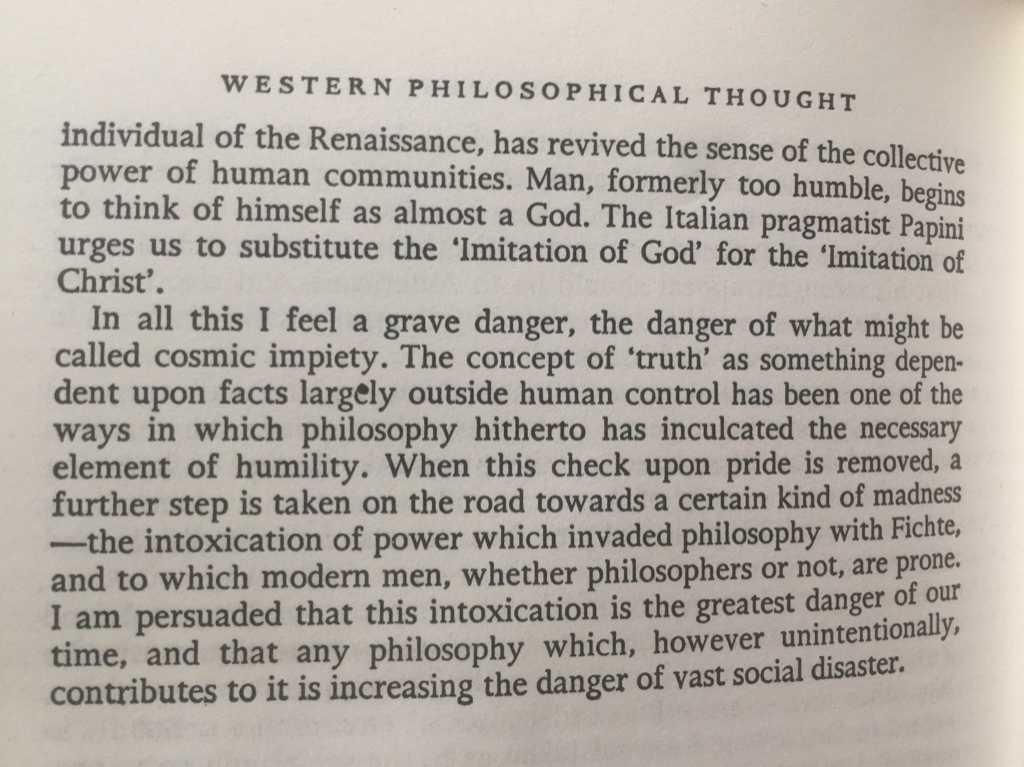 WESTERN PHILOSOPHICAL THOUGHT
individual of the Renaissance, has revived the sense of the collective
power of human communities. Man, formerly too humble, begins
to think of himself as almost a God. The Italian pragmatist Papini
urges us to substitute the ‘Imitation of God’ for the ‘Imitation of
Christ’.
In all this I feel a grave danger, the danger of what might be
called cosmic impiety. The concept of ‘truth’ as something depen-
dent upon facts largely outside human control has been one of the
ways in which philosophy hitherto has inculcated the necessary
element of humility. When this check upon pride is removed, a
further step is taken on the road towards a certain kind of madness
—the intoxication of power which invaded philosophy with Fichte,
and to which modern men, whether philosophers or not, are prone.
I am persuaded that this intoxication is the greatest danger of our
time, and that any philosophy which, however unintentionally,
contributes to it is increasing the danger of vast social disaster.